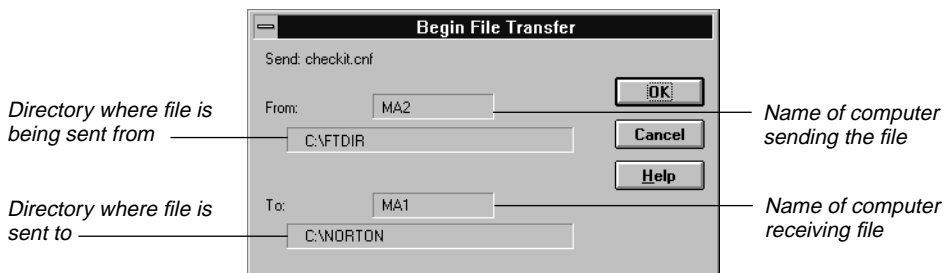 Begin File Transfer
Send: checkit.cnf
Directory where file is
being sent from
From:
MA2
OK
Name of computer
sending the file
C:\FTDIR
Cancel
Help
Directory where file is
sent to
To:
MA1
Name of computer
receiving file
C:\NORTON